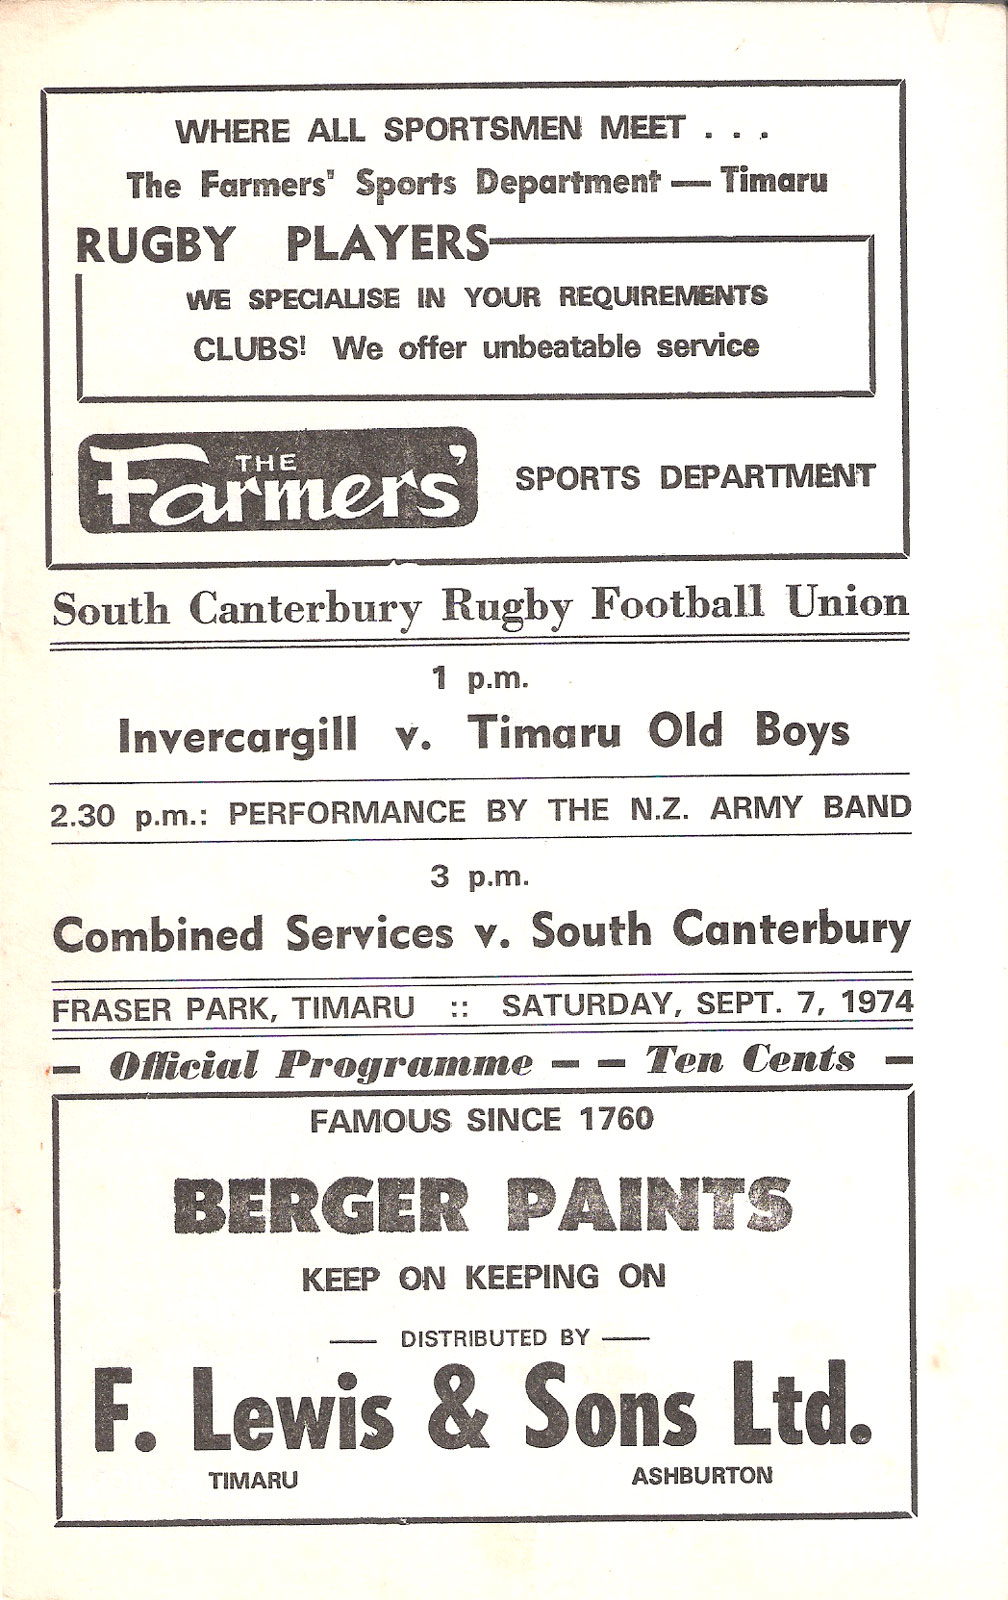 WHERE ALL SPORTSMEN MEET . . .
The Farmers' Sports Department — Timaru
RUGBY PLAYERS
WE SPECIALISE IN YOUR REQUIREMENTS
CLUBS! We offer unbeatable service
THE
Farmers'
SPORTS DEPARTMENT
South Canterbury Rugby Football Union
1 p.m.
Invercargill v. Timaru Old Boys
2.30 p.m.: PERFORMANCE BY THE N.Z. ARMY BAND
3 p.m.
Combined Services v. South Canterbury
FRASER PARK, TIMARU :: SATURDAY, SEPT. 7, 1974
— Official Programme — — Ten Cents —
FAMOUS SINCE 1760
BERGER PAINTS
KEEP ON KEEPING ON
— DISTRIBUTED BY —
F. Lewis & Sons Ltd.
TIMARU ASHBURTON